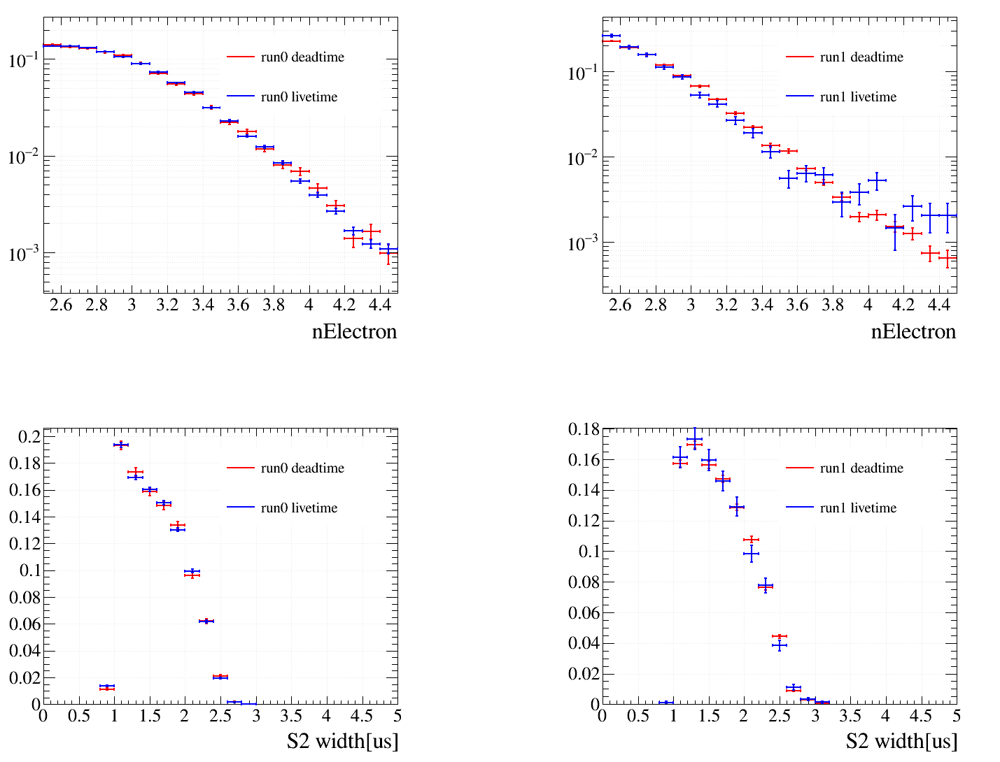 10^{-1}
10^{-2}
10^{-3}
run0 deadtime
run0 livetime
2.6 2.8 3 3.2 3.4 3.6 3.8 4 4.2 4.4
nElectron
10^{-1}
10^{-2}
10^{-3}
run1 deadtime
run1 livetime
2.6 2.8 3 3.2 3.4 3.6 3.8 4 4.2 4.4
nElectron
0.2
0.18
0.16
0.14
0.12
0.1
0.08
0.06
0.04
0.02
0
run0 deadtime
run0 livetime
0 0.5 1 1.5 2 2.5 3 3.5 4 4.5 5
S2 width[us]
0.18
0.16
0.14
0.12
0.1
0.08
0.06
0.04
0.02
0
run1 deadtime
run1 livetime
0 0.5 1 1.5 2 2.5 3 3.5 4 4.5 5
S2 width[us]